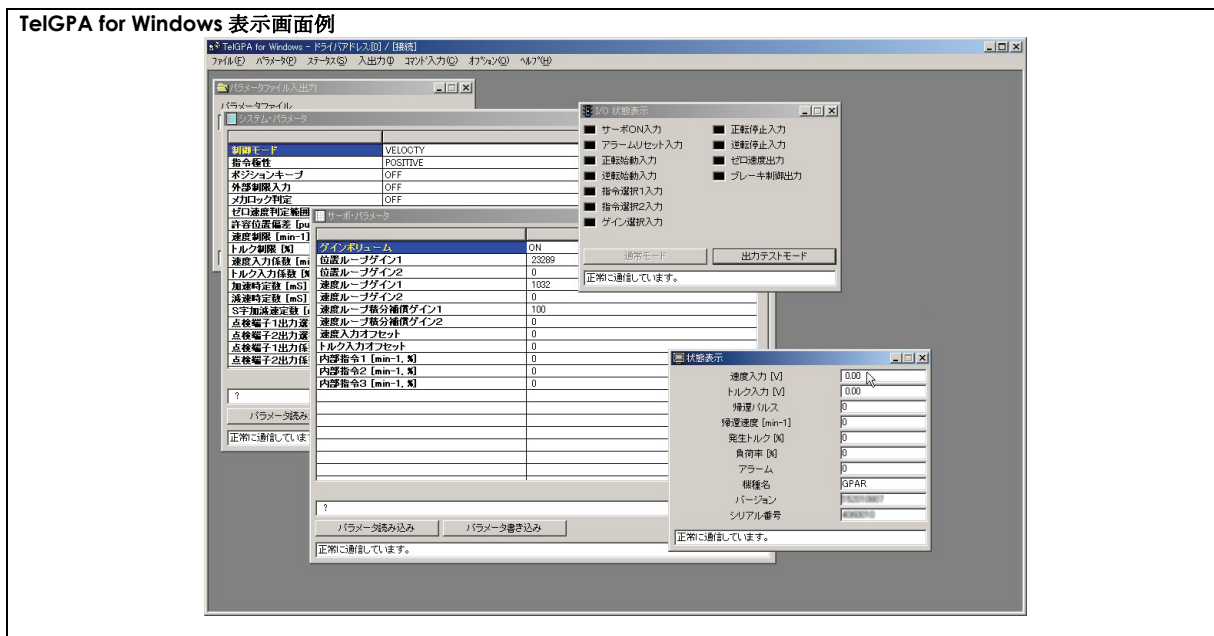 TelGPA for Windows 表示画面例
TelGPA for Windows - ドライバアドレス[0] / [接続]
ファイル(F) パラメータ(P) ステータス(S) 入出力(I) コマンド入力(C) オプション(O) ヘルプ(H)
パラメータファイル入出力
パラメータファイル
システム・パラメータ
制御モード VELOCTY
指令極性 POSITIVE
ポジションキープ OFF
外部制限入力 OFF
メカロック判定 OFF
ゼロ速度判定範囲
許容位置偏差 [pu
速度制限 [min-1]
トルク制限 [%]
速度入力係数 [mi
トルク入力係数 [%
加速時定数 [mS]
減速時定数 [mS]
S字加減速定数 [
点検端子1出力選
点検端子2出力選
点検端子1出力係
点検端子2出力係
?
パラメータ読み
正常に通信していま
サーボ・パラメータ
ゲインボリューム ON
位置ループゲイン1 23289
位置ループゲイン2 0
速度ループゲイン1 1032
速度ループゲイン2 0
速度ループ積分補償ゲイン1 100
速度ループ積分補償ゲイン2 0
速度入力オフセット 0
トルク入力オフセット 0
内部指令1 [min-1, %] 0
内部指令2 [min-1, %] 0
内部指令3 [min-1, %] 0
?
パラメータ読み込み パラメータ書き込み
正常に通信しています。
I/O 状態表示
サーボON入力 正転停止入力
アラームリセット入力 逆転停止入力
正転始動入力 ゼロ速度出力
逆転始動入力 ブレーキ制御出力
指令選択1入力
指令選択2入力
ゲイン選択入力
通常モード 出力テストモード
正常に通信しています。
状態表示
速度入力 [V] 0.00
トルク入力 [V] 0.00
帰還パルス 0
帰還速度 [min-1] 0
発生トルク [%] 0
負荷率 [%] 0
アラーム 0
機種名 GPAR
バージョン
シリアル番号
正常に通信しています。